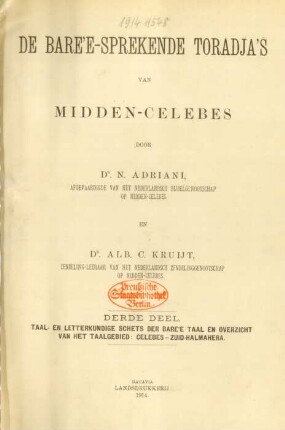 1914 11548
DE BARE'E-SPREKENDE TORADJA'S
VAN
MIDDEN-CELEBES
DOOR
Dr. N. ADRIANI,
AFGEVAARDIGDE VAN HET NEDERLANDSCH BIJBELGENOOTSCHAP
OP MIDDEN-CELEBES
EN
Dr. ALB. C. KRUIJT,
ZENDELING-LEERAAR VAN HET NEDERLANDSCH ZENDELINGGENOOTSCHAP
OP MIDDEN-CELEBES.
Preußische
Staatsbibliothek
Berlin
DERDE DEEL
TAAL- EN LETTERKUNDIGE SCHETS DER BARE'E TAAL EN OVERZICHT
VAN HET TAALGEBIED: CELEBES-ZUID-HALMAHERA.
BATAVIA
LANDSDRUKKERIJ
1914.